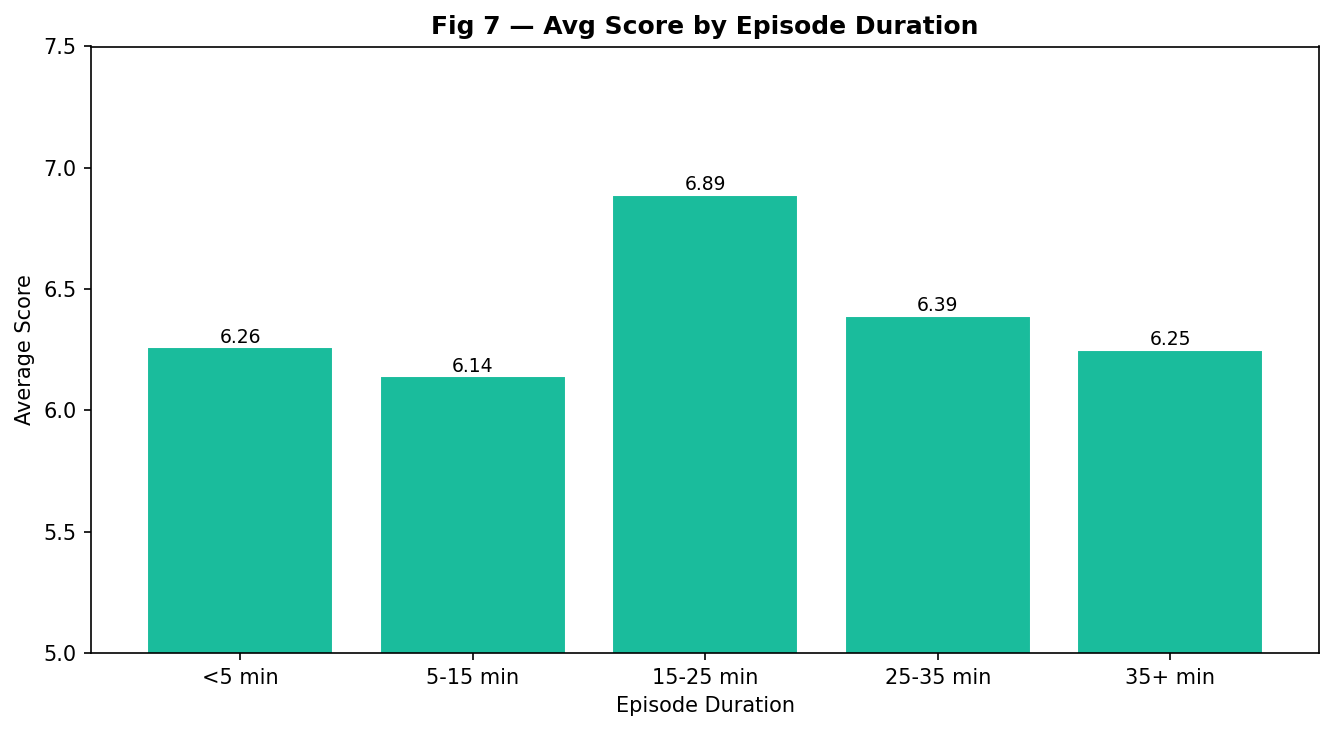 Fig 7 — Avg Score by Episode Duration
7.5
7.0
6.5
6.0
5.5
5.0
Average Score
6.26
6.14
6.89
6.39
6.25
<5 min
5-15 min
15-25 min
25-35 min
35+ min
Episode Duration